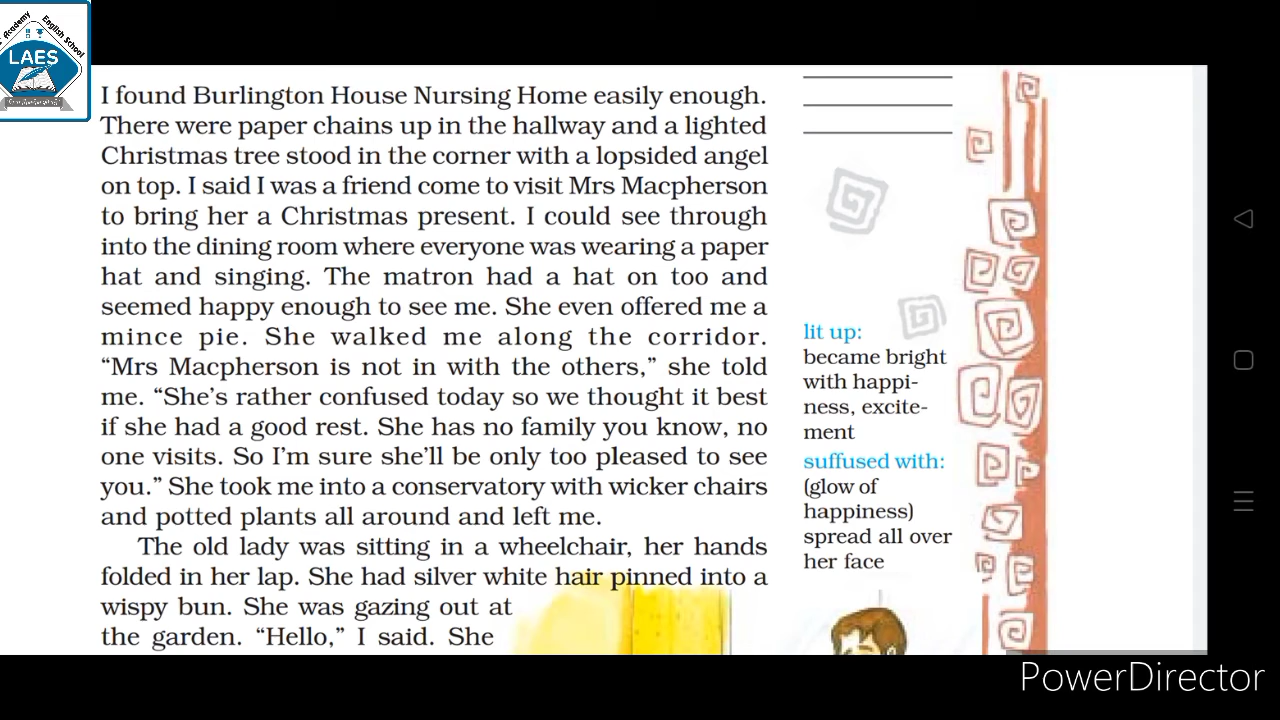 Academy English School
LAES
I found Burlington House Nursing Home easily enough.
There were paper chains up in the hallway and a lighted
Christmas tree stood in the corner with a lopsided angel
on top. I said I was a friend come to visit Mrs Macpherson
to bring her a Christmas present. I could see through
into the dining room where everyone was wearing a paper
hat and singing. The matron had a hat on too and
seemed happy enough to see me. She even offered me a
mince pie. She walked me along the corridor.
“Mrs Macpherson is not in with the others,” she told
me. “She’s rather confused today so we thought it best
if she had a good rest. She has no family you know, no
one visits. So I’m sure she’ll be only too pleased to see
you.” She took me into a conservatory with wicker chairs
and potted plants all around and left me.
The old lady was sitting in a wheelchair, her hands
folded in her lap. She had silver white hair pinned into a
wispy bun. She was gazing out at
the garden. “Hello,” I said. She
lit up:
became bright
with happi-
ness, excite-
ment
suffused with:
(glow of
happiness)
spread all over
her face
PowerDirector